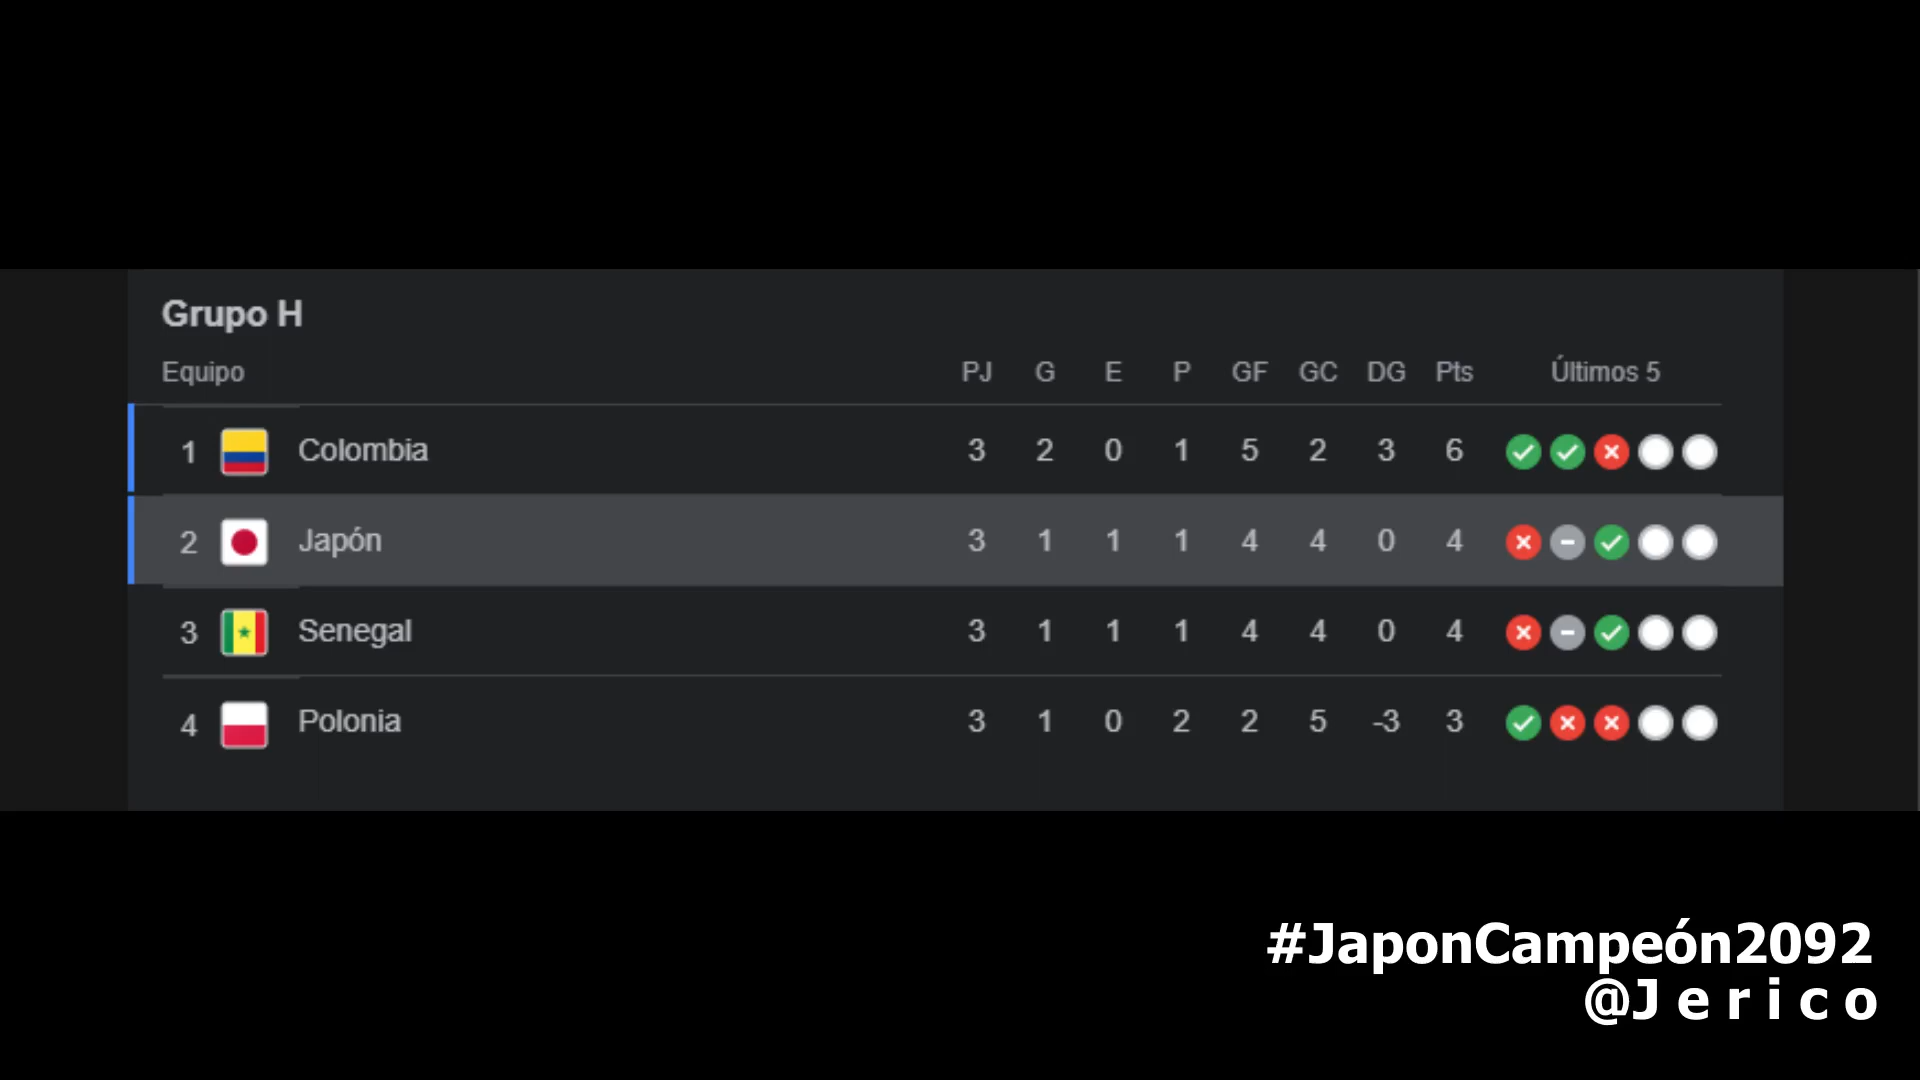 Grupo H
Equipo PJ G E P GF GC DG Pts Últimos 5
1 Colombia 3 2 0 1 5 2 3 6
2 Japón 3 1 1 1 4 4 0 4
3 Senegal 3 1 1 1 4 4 0 4
4 Polonia 3 1 0 2 2 5 -3 3
#JaponCampeón2092
@J e r i c o